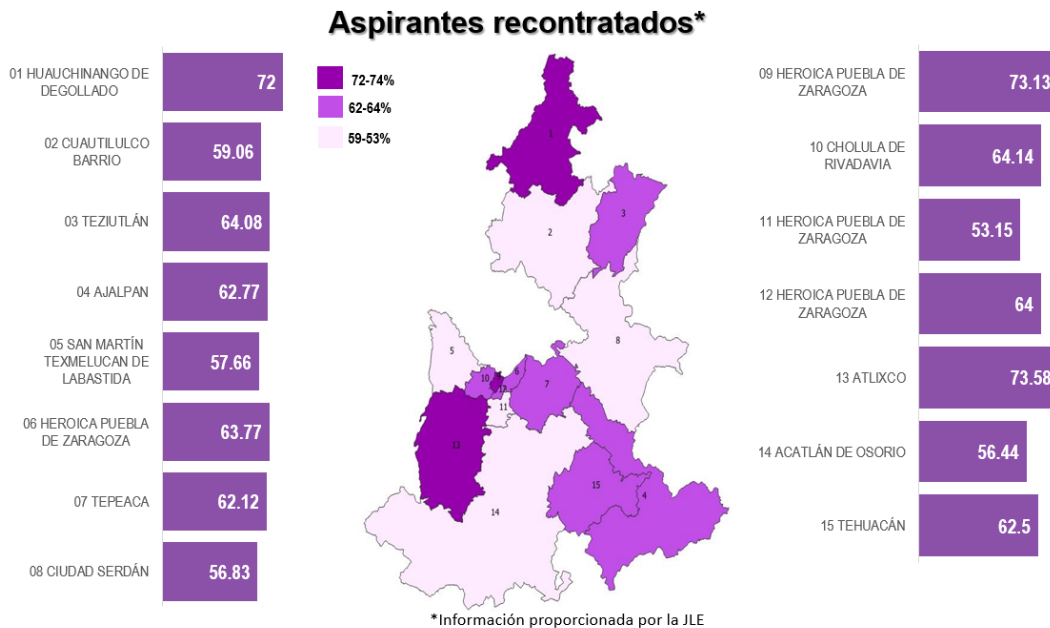 Aspirantes recontratados*
01 HUAUCHINANGO DE
DEGOLLADO
72
02 CUAUTILULCO
BARRIO
59.06
03 TEZIUTLÁN
64.08
04 AJALPAN
62.77
05 SAN MARTÍN
TEXMELUCAN DE
LABASTIDA
57.66
06 HEROICA PUEBLA
DE ZARAGOZA
63.77
07 TEPEACA
62.12
08 CIUDAD SERDÁN
56.83
72-74%
62-64%
59-53%
1
3
2
8
5
10
6
7
12
11
13
15
4
14
09 HEROICA PUEBLA DE
ZARAGOZA
73.13
10 CHOLULA DE
RIVADAVIA
64.14
11 HEROICA PUEBLA DE
ZARAGOZA
53.15
12 HEROICA PUEBLA DE
ZARAGOZA
64
13 ATLIXCO
73.58
14 ACATLÁN DE OSORIO
56.44
15 TEHUACÁN
62.5
*Información proporcionada por la JLE